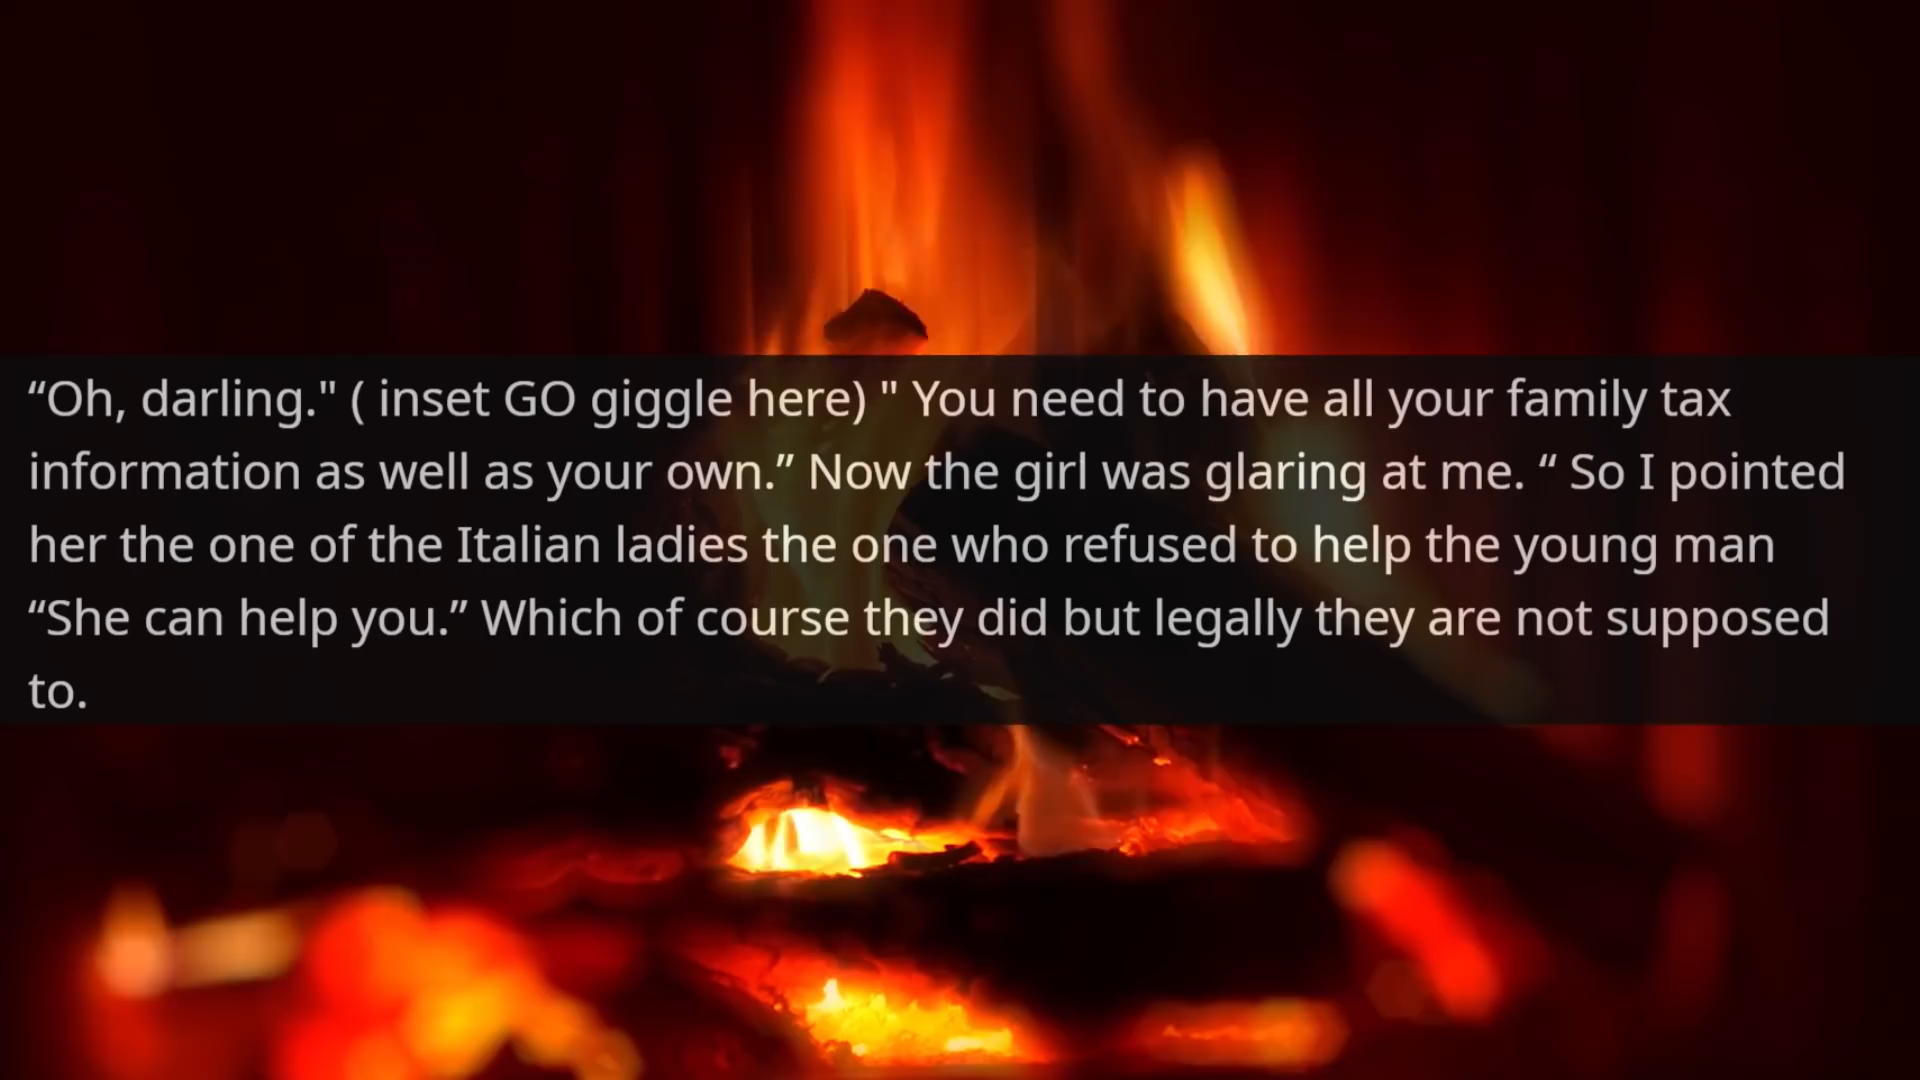 “Oh, darling." ( inset GO giggle here) " You need to have all your family tax
information as well as your own.” Now the girl was glaring at me. “ So I pointed
her the one of the Italian ladies the one who refused to help the young man
“She can help you.” Which of course they did but legally they are not supposed
to.